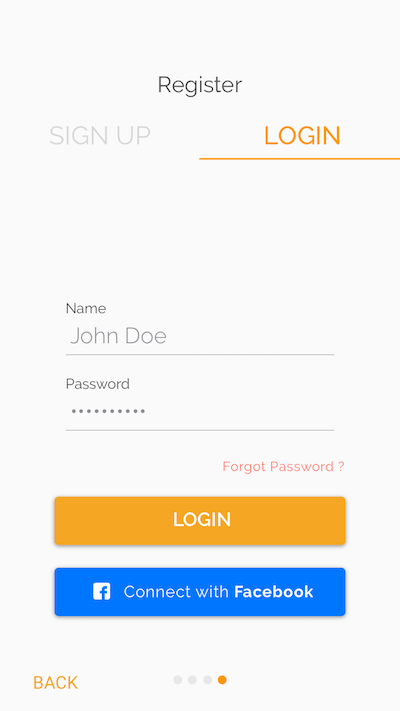 Register
SIGN UP
LOGIN
Name
John Doe
Password
••••••••••
Forgot Password ?
LOGIN
Connect with Facebook
BACK